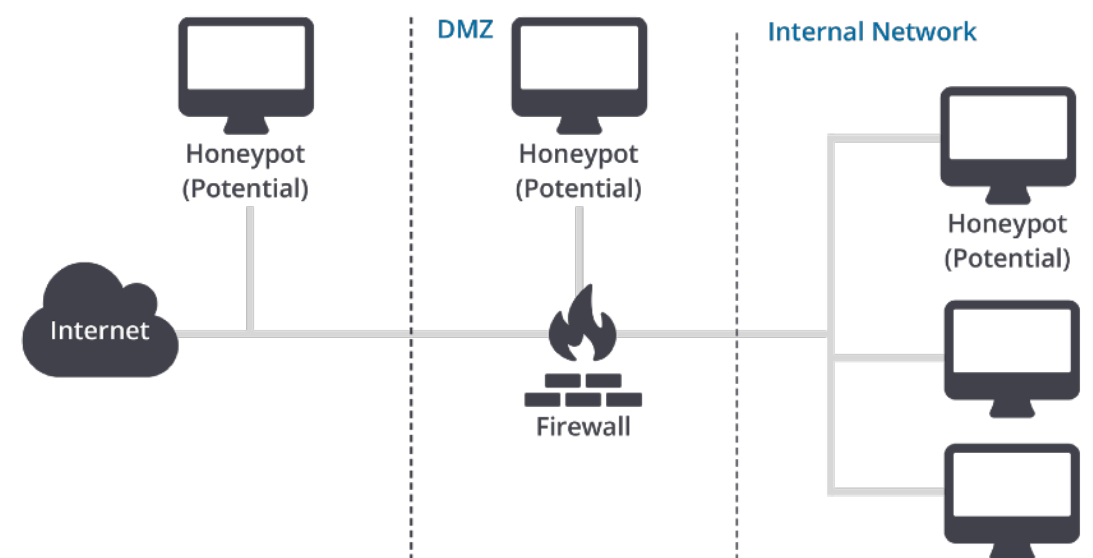 DMZ
Internal Network
Honeypot
(Potential)
Honeypot
(Potential)
Honeypot
(Potential)
Internet
Firewall